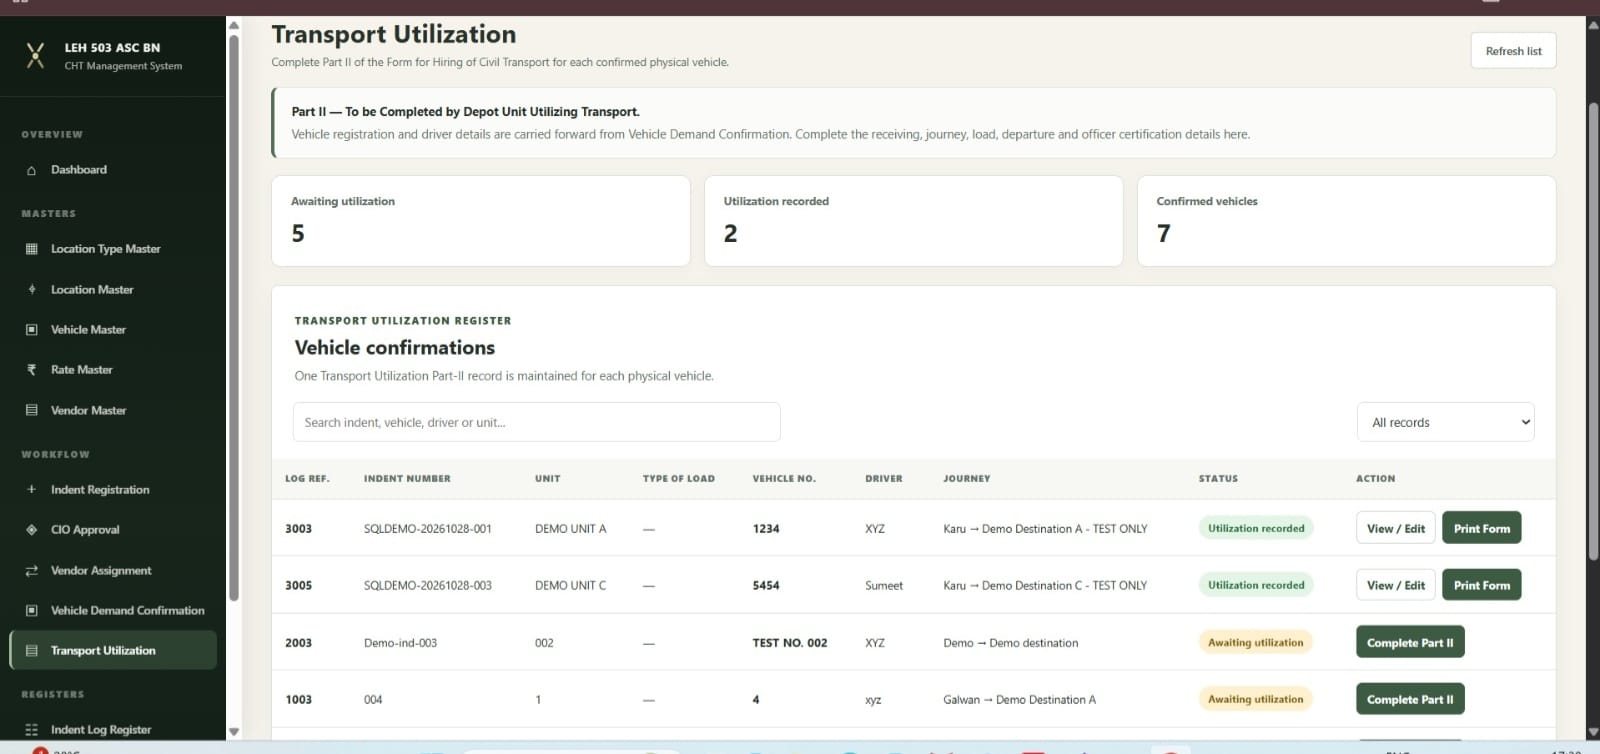 LEH 503 ASC BN
CHT Management System
OVERVIEW
Dashboard
MASTERS
Location Type Master
Location Master
Vehicle Master
₹ Rate Master
Vendor Master
WORKFLOW
+ Indent Registration
CIO Approval
Vendor Assignment
Vehicle Demand Confirmation
Transport Utilization
REGISTERS
Indent Log Register
Transport Utilization
Refresh list
Complete Part II of the Form for Hiring of Civil Transport for each confirmed physical vehicle.
Part II — To be Completed by Depot Unit Utilizing Transport.
Vehicle registration and driver details are carried forward from Vehicle Demand Confirmation. Complete the receiving, journey, load, departure and officer certification details here.
Awaiting utilization
5
Utilization recorded
2
Confirmed vehicles
7
TRANSPORT UTILIZATION REGISTER
Vehicle confirmations
One Transport Utilization Part-II record is maintained for each physical vehicle.
Search indent, vehicle, driver or unit... All records
LOG REF. INDENT NUMBER UNIT TYPE OF LOAD VEHICLE NO. DRIVER JOURNEY STATUS ACTION
3003 SQLDEMO-20261028-001 DEMO UNIT A — 1234 XYZ Karu → Demo Destination A - TEST ONLY Utilization recorded View / Edit Print Form
3005 SQLDEMO-20261028-003 DEMO UNIT C — 5454 Sumeet Karu → Demo Destination C - TEST ONLY Utilization recorded View / Edit Print Form
2003 Demo-ind-003 002 — TEST NO. 002 XYZ Demo → Demo destination Awaiting utilization Complete Part II
1003 004 1 — 4 xyz Galwan → Demo Destination A Awaiting utilization Complete Part II